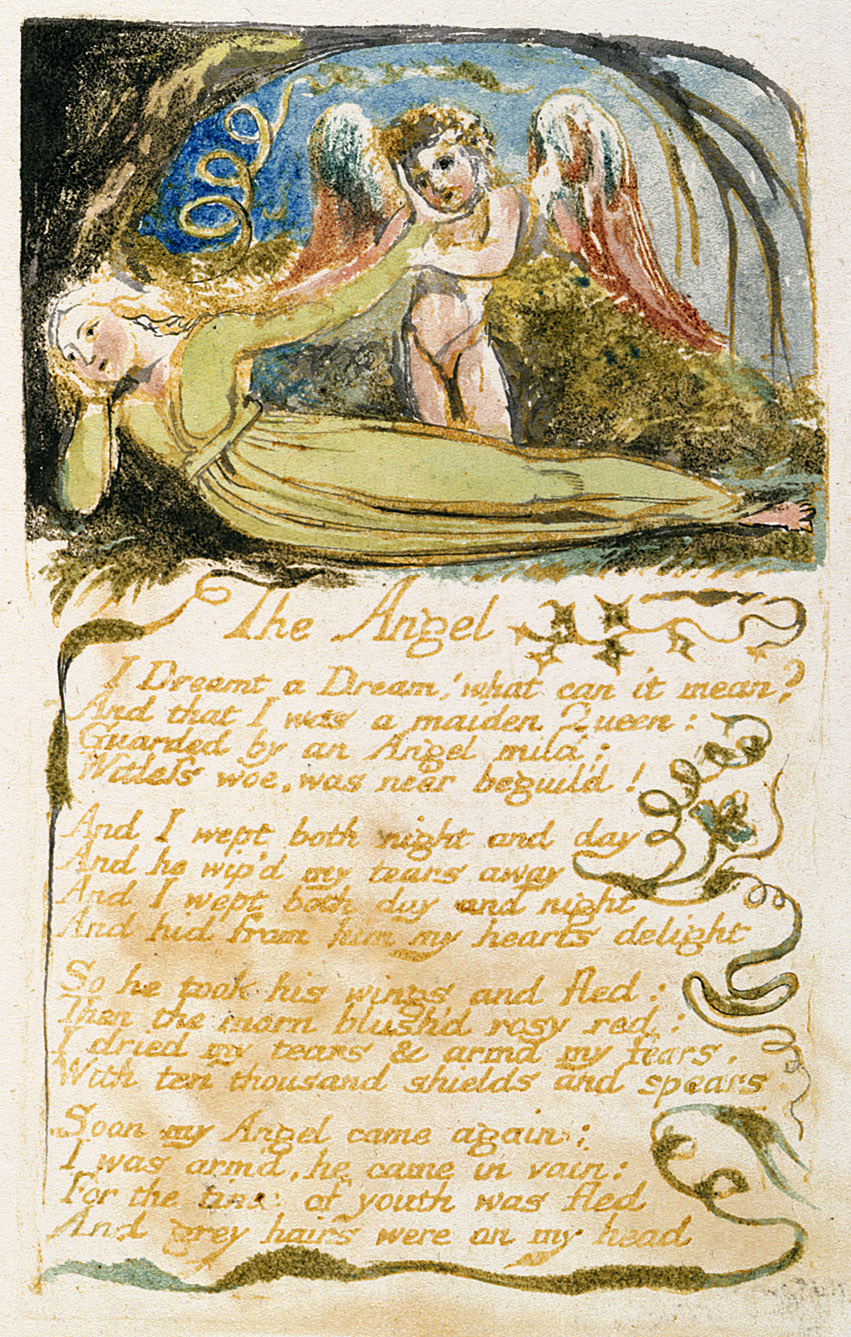 The Angel
I Dreamt a Dream! what can it mean?
And that I was a maiden Queen:
Guarded by an Angel mild;
Witless woe, was neer beguild!
And I wept both night and day
And he wip'd my tears away
And I wept both day and night
And hid from him my hearts delight
So he took his wings and fled:
Then the morn blush'd rosy red:
I dried my tears & armd my fears,
With ten thousand shields and spears
Soon my Angel came again:
I was arm'd, he came in vain:
For the time of youth was fled
And grey hairs were on my head